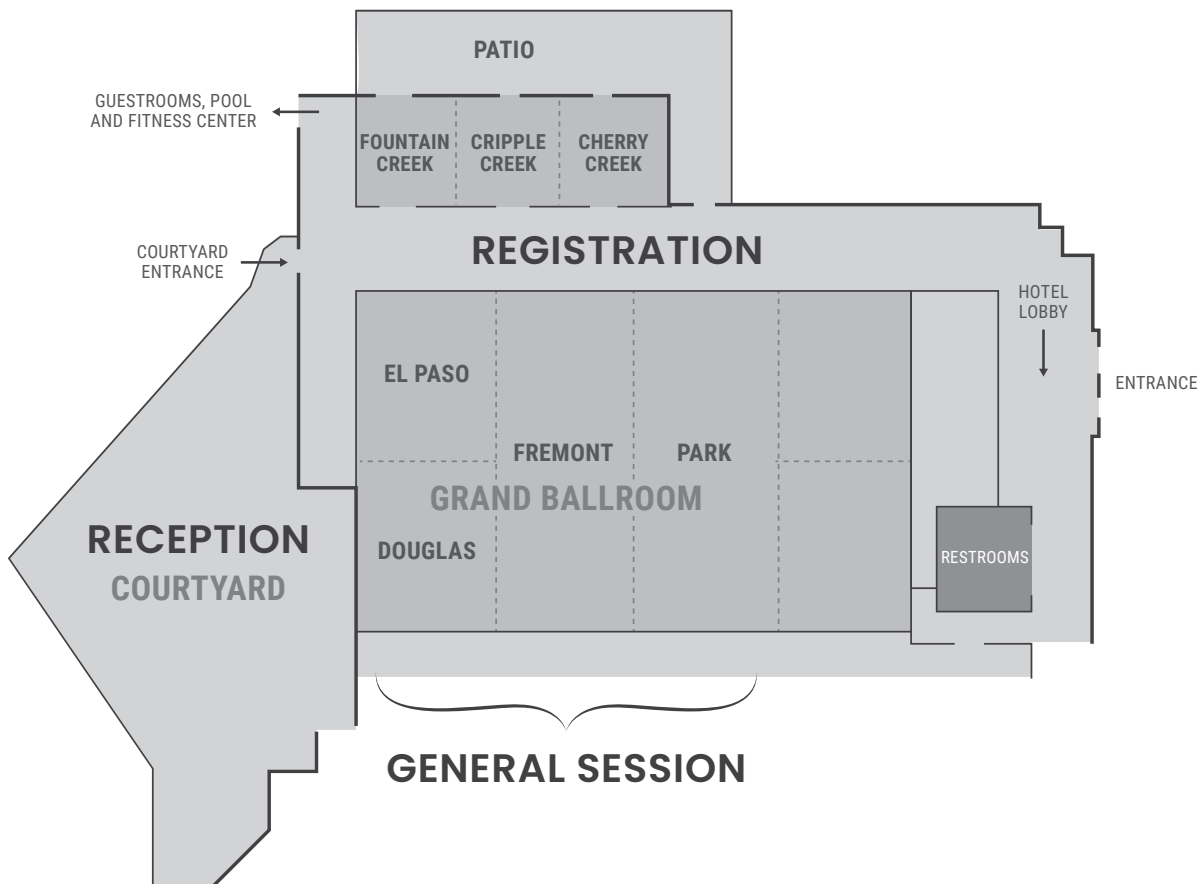 PATIO
GUESTROOMS, POOL
AND FITNESS CENTER
FOUNTAIN
CREEK
CRIPPLE
CREEK
CHERRY
CREEK
REGISTRATION
COURTYARD
ENTRANCE
HOTEL
LOBBY
EL PASO
ENTRANCE
FREMONT
PARK
GRAND BALLROOM
RECEPTION
COURTYARD
DOUGLAS
RESTROOMS
GENERAL SESSION